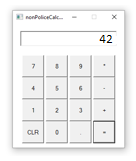 nonPoliceCalc...
42
7 8 9 *
4 5 6 -
1 2 3 +
CLR 0 . =